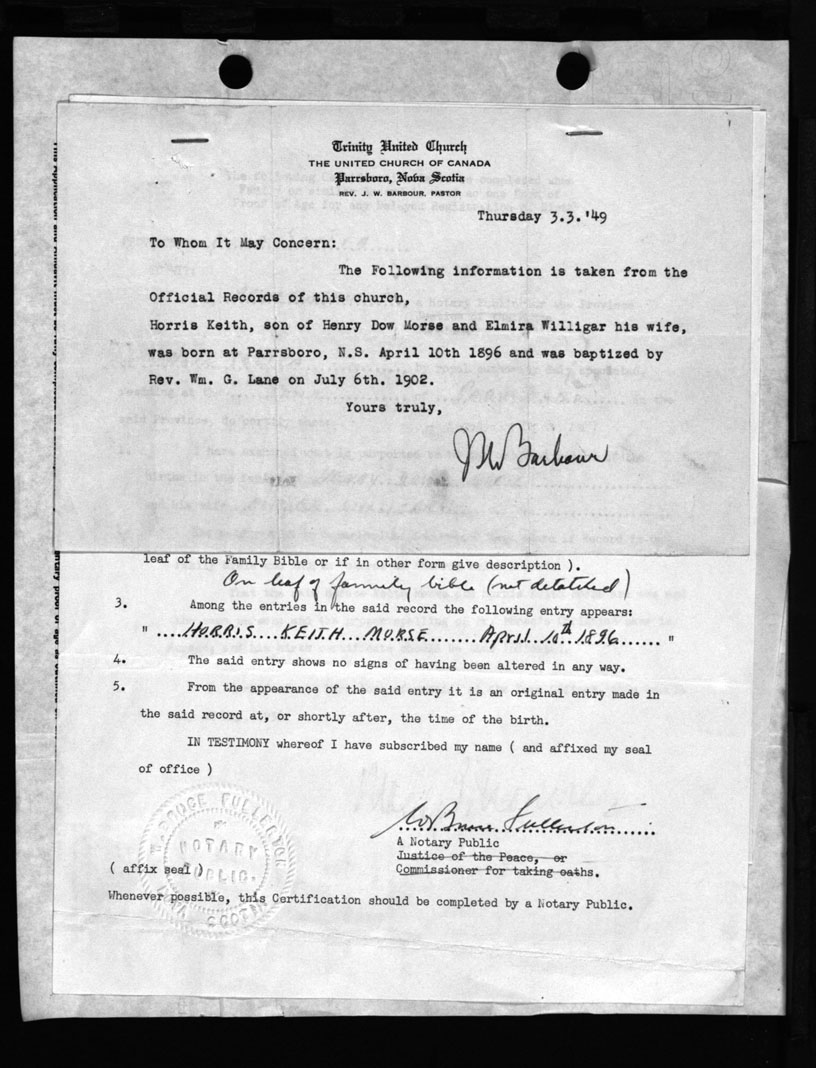 Trinity United Church
THE UNITED CHURCH OF CANADA
Parrsboro, Nova Scotia
REV. J. W. BARBOUR, PASTOR
Thursday 3.3.'49
To Whom It May Concern:
The Following information is taken from the
Official Records of this church,
Horris Keith, son of Henry Dow Morse and Elmira Willigar his wife,
was born at Parrsboro, N.S. April 10th 1896 and was baptized by
Rev. Wm. G. Lane on July 6th. 1902.
Yours truly,
J W Barbour
leaf of the Family Bible or if in other form give description ).
On leaf of family bible (not detatched)
3. Among the entries in the said record the following entry appears:
" ....HORRIS....KEITH...MORSE.......April 10th 1896...... "
4. The said entry shows no signs of having been altered in any way.
5. From the appearance of the said entry it is an original entry made in
the said record at, or shortly after, the time of the birth.
IN TESTIMONY whereof I have subscribed my name ( and affixed my seal
of office )
Bruce Fullerton
A Notary Public
Justice of the Peace, or
( affix seal )
Commissioner for taking oaths.
Whenever possible, this Certification should be completed by a Notary Public.
BRUCE FULLERTON
NOTARY
PUBLIC.
NOVA SCOTIA